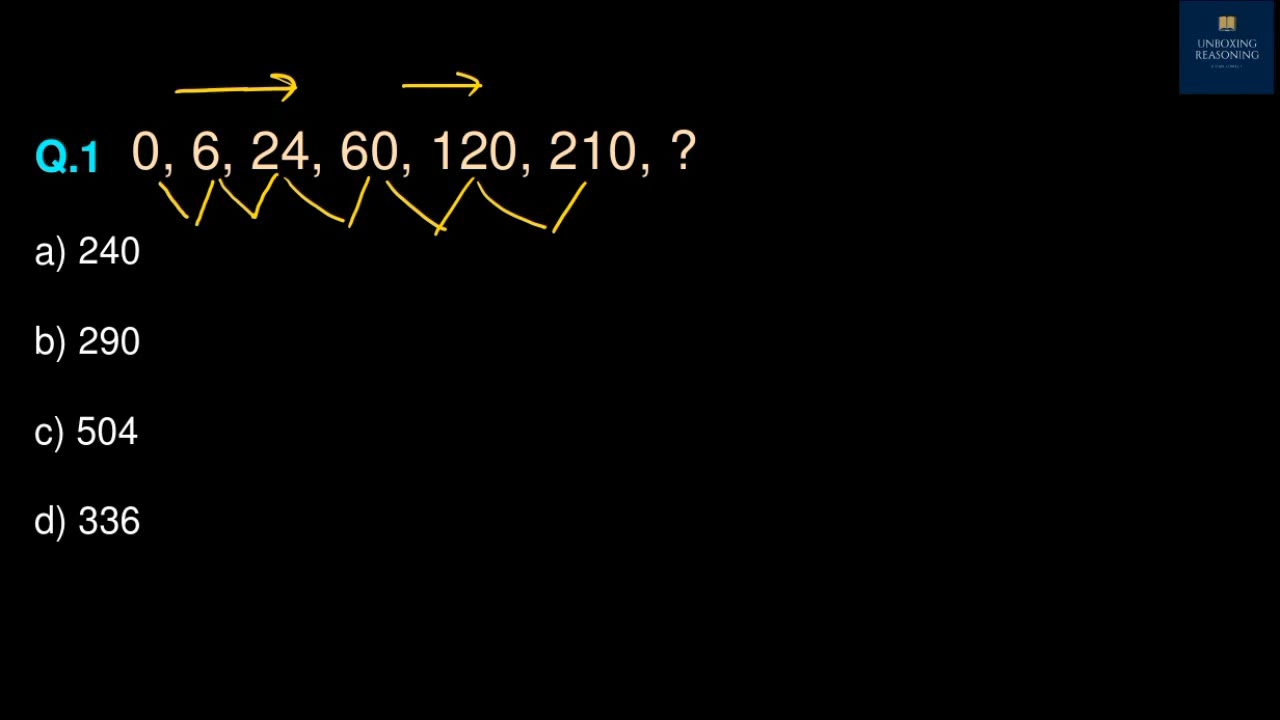 UNBOXING
REASONING
Q.1 0, 6, 24, 60, 120, 210, ?
a) 240
b) 290
c) 504
d) 336